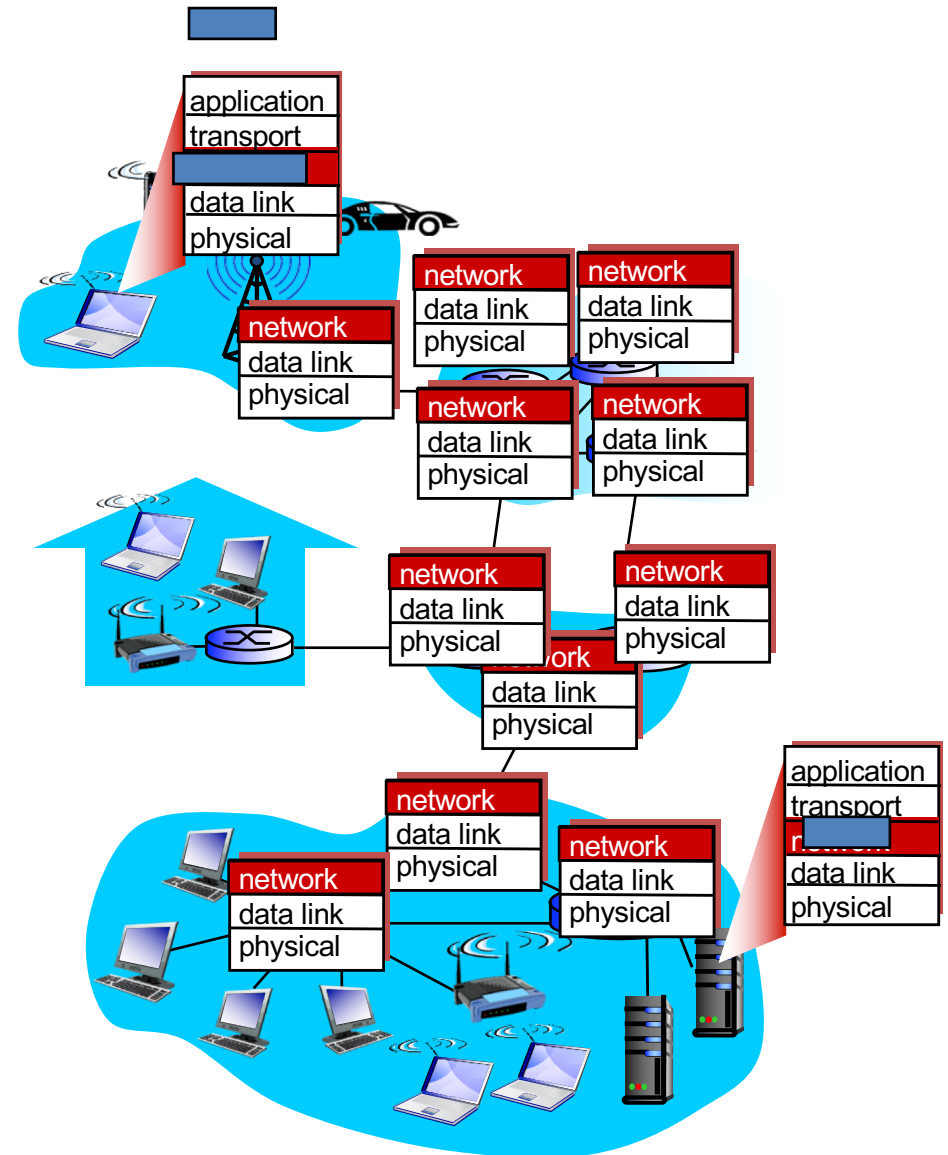 application
transport
data link
physical
network
data link
physical
network
data link
physical
network
data link
physical
network
data link
physical
network
data link
physical
network
data link
physical
network
data link
physical
data link
physical
application
transport
data link
physical
network
data link
physical
network
data link
physical
network
data link
physical